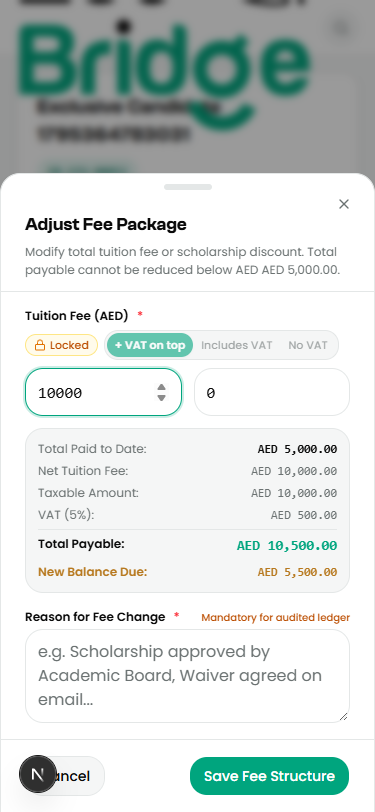 Bridge
Exclusive Candidate
Adjust Fee Package
Modify total tuition fee or scholarship discount. Total
payable cannot be reduced below AED AED 5,000.00.
Tuition Fee (AED) *
Locked + VAT on top Includes VAT No VAT
10000 0
Total Paid to Date: AED 5,000.00
Net Tuition Fee: AED 10,000.00
Taxable Amount: AED 10,000.00
VAT (5%): AED 500.00
Total Payable: AED 10,500.00
New Balance Due: AED 5,500.00
Reason for Fee Change * Mandatory for audited ledger
e.g. Scholarship approved by
Academic Board, Waiver agreed on
email...
N ancel Save Fee Structure